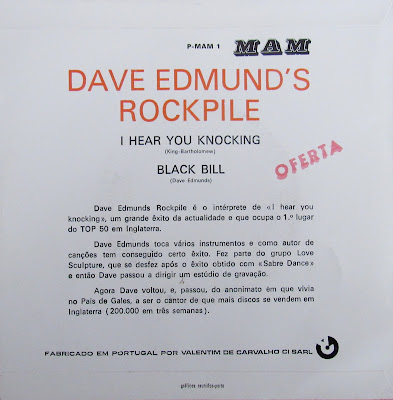 P-MAM 1 MAM
DAVE EDMUND'S
ROCKPILE
I HEAR YOU KNOCKING
(King-Bartholomew)
BLACK BILL
(Dave Edmunds)
OFERTA
Dave Edmunds Rockpile é o intérprete de «I hear you
knocking», um grande êxito da actualidade e que ocupa o 1.º lugar
do TOP 50 em Inglaterra.
Dave Edmunds toca vários instrumentos e como autor de
canções tem conseguido certo êxito. Fez parte do grupo Love
Sculpture, que se desfez após o êxito obtido com «Sabre Dance»
e então Dave passou a dirigir um estúdio de gravação.
Agora Dave voltou, e, passou, do anonimato em que vivia
no País de Gales, a ser o cantor de que mais discos se vendem em
Inglaterra (200.000 em três semanas).
FABRICADO EM PORTUGAL POR VALENTIM DE CARVALHO CI SARL